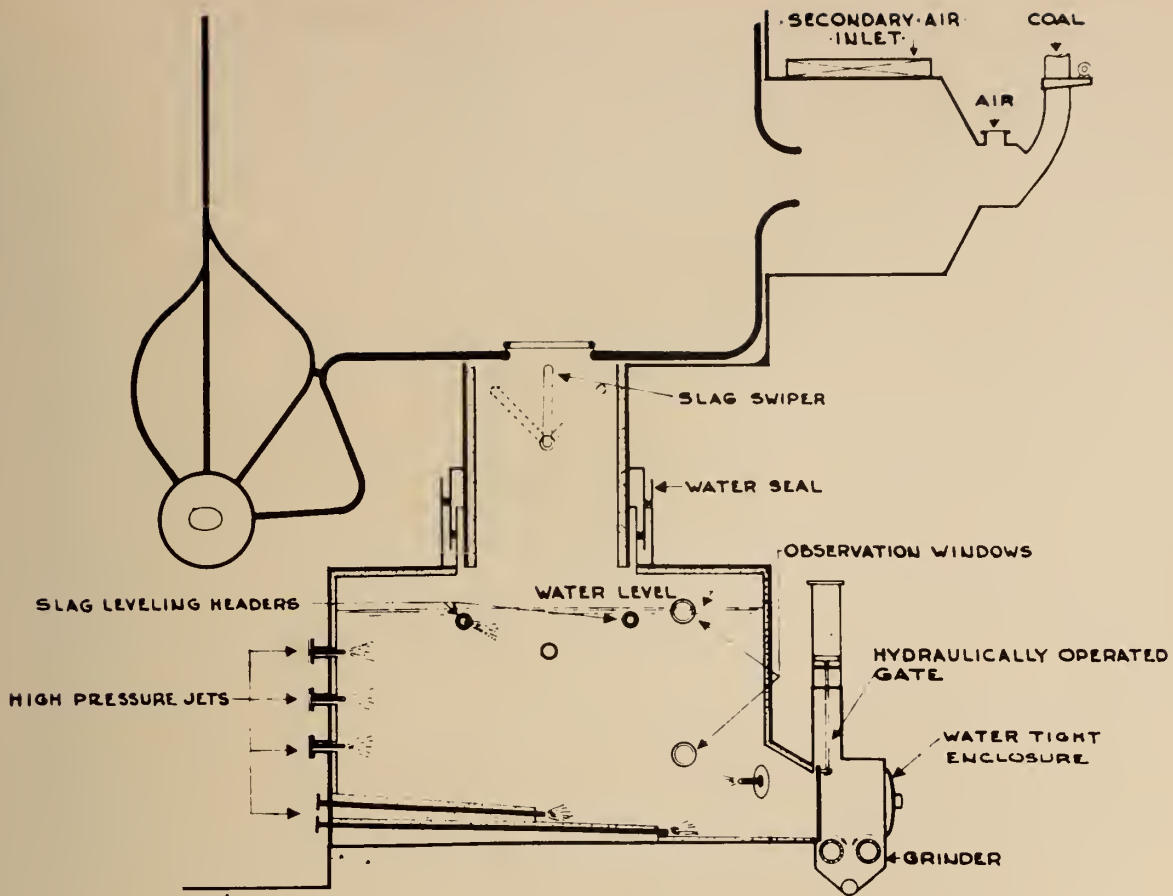 ·SECONDARY·AIR
·INLET·
COAL
AIR
SLAG SWIPER
WATER SEAL
OBSERVATION WINDOWS
SLAG LEVELING HEADERS
WATER LEVEL
HYDRAULICALLY OPERATED
GATE
HIGH PRESSURE JETS
WATER TIGHT
ENCLOSURE
GRINDER